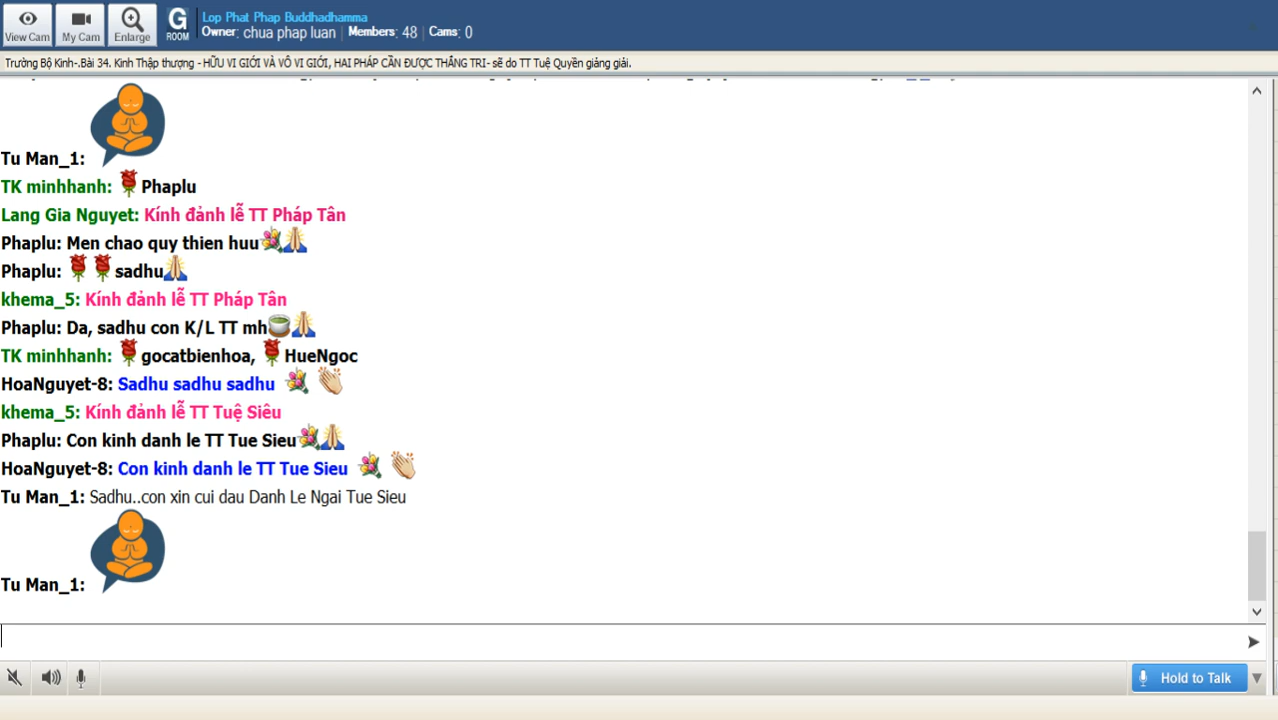 View Cam
My Cam
Enlarge
G
ROOM
Lop Phat Phap Buddhadhamma
Owner: chua phap luan | Members: 48 | Cams: 0
Trường Bộ Kinh-.Bài 34. Kinh Thập thượng - HỮU VI GIỚI VÀ VÔ VI GIỚI, HAI PHÁP CẦN ĐƯỢC THẮNG TRI- sẽ do TT Tuệ Quyền giảng giải.
Tu Man_1:
TK minhhanh: Phaplu
Lang Gia Nguyet: Kính đảnh lễ TT Pháp Tân
Phaplu: Men chao quy thien huu
Phaplu: sadhu
khema_5: Kính đảnh lễ TT Pháp Tân
Phaplu: Da, sadhu con K/L TT mh
TK minhhanh: gocatbienhoa, HueNgoc
HoaNguyet-8: Sadhu sadhu sadhu
khema_5: Kính đảnh lễ TT Tuệ Siêu
Phaplu: Con kinh danh le TT Tue Sieu
HoaNguyet-8: Con kinh danh le TT Tue Sieu
Tu Man_1: Sadhu..con xin cui dau Danh Le Ngai Tue Sieu
Tu Man_1:
Hold to Talk